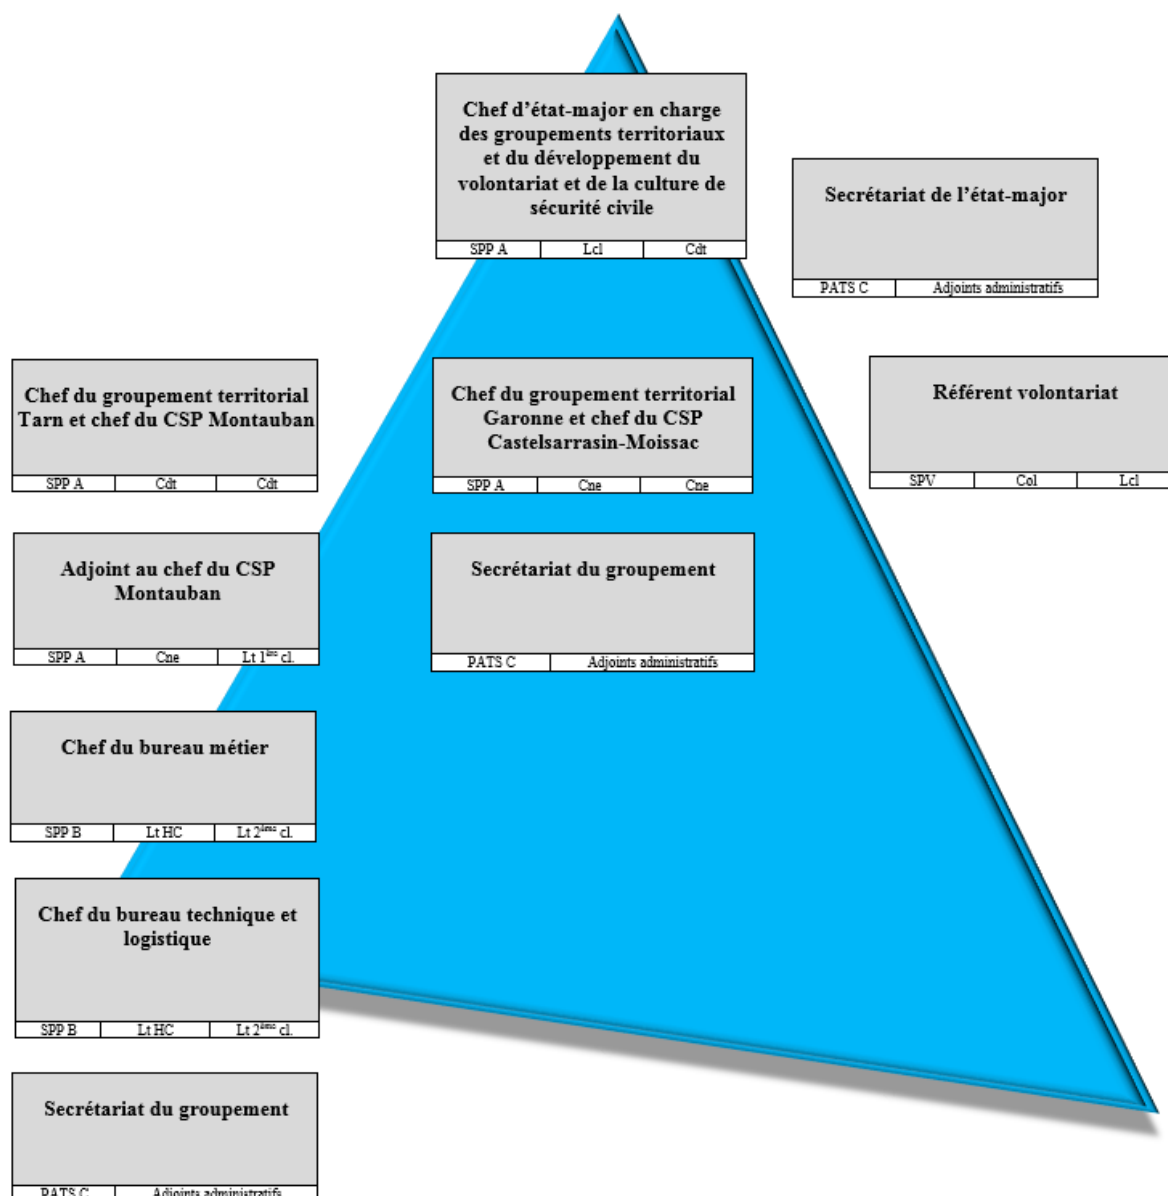 Chef d’état-major en charge
des groupements territoriaux
et du développement du
volontariat et de la culture de
sécurité civile
SPP A Lcl Cdt
Secrétariat de l’état-major
PATS C Adjoints administratifs
Chef du groupement territorial
Tarn et chef du CSP Montauban
SPP A Cdt Cdt
Chef du groupement territorial
Garonne et chef du CSP
Castelsarrasin-Moissac
SPP A Cne Cne
Référent volontariat
SPV Col Lcl
Adjoint au chef du CSP
Montauban
SPP A Cne Lt 1ère cl.
Secrétariat du groupement
PATS C Adjoints administratifs
Chef du bureau métier
SPP B Lt HC Lt 2ème cl.
Chef du bureau technique et
logistique
SPP B Lt HC Lt 2ème cl.
Secrétariat du groupement
PATS C Adjoints administratifs